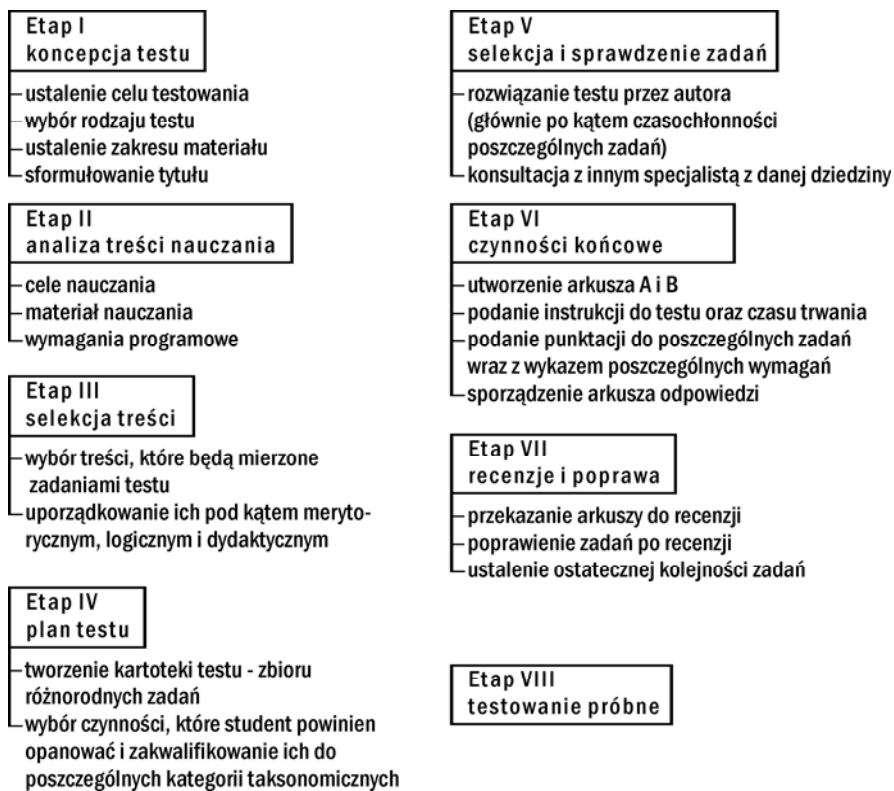 Etap I
koncepcja testu
ustalenie celu testowania
wybór rodzaju testu
ustalenie zakresu materiału
sformułowanie tytułu
Etap II
analiza treści nauczania
cele nauczania
materiał nauczania
wymagania programowe
Etap III
selekcja treści
wybór treści, które będą mierzone
zadaniami testu
uporządkowanie ich pod kątem meryto-
rycznym, logicznym i dydaktycznym
Etap IV
plan testu
tworzenie kartoteki testu - zbioru
różnorodnych zadań
wybór czynności, które student powinien
opanować i zakwalifikowanie ich do
poszczególnych kategorii taksonomicznych
Etap V
selekcja i sprawdzenie zadań
rozwiązanie testu przez autora
(głównie po kątem czasochłonności
poszczególnych zadań)
konsultacja z innym specjalistą z danej dziedziny
Etap VI
czynności końcowe
utworzenie arkusza A i B
podanie instrukcji do testu oraz czasu trwania
podanie punktacji do poszczególnych zadań
wraz z wykazem poszczególnych wymagań
sporządzenie arkusza odpowiedzi
Etap VII
recenzje i poprawa
przekazanie arkuszy do recenzji
poprawienie zadań po recenzji
ustalenie ostatecznej kolejności zadań
Etap VIII
testowanie próbne